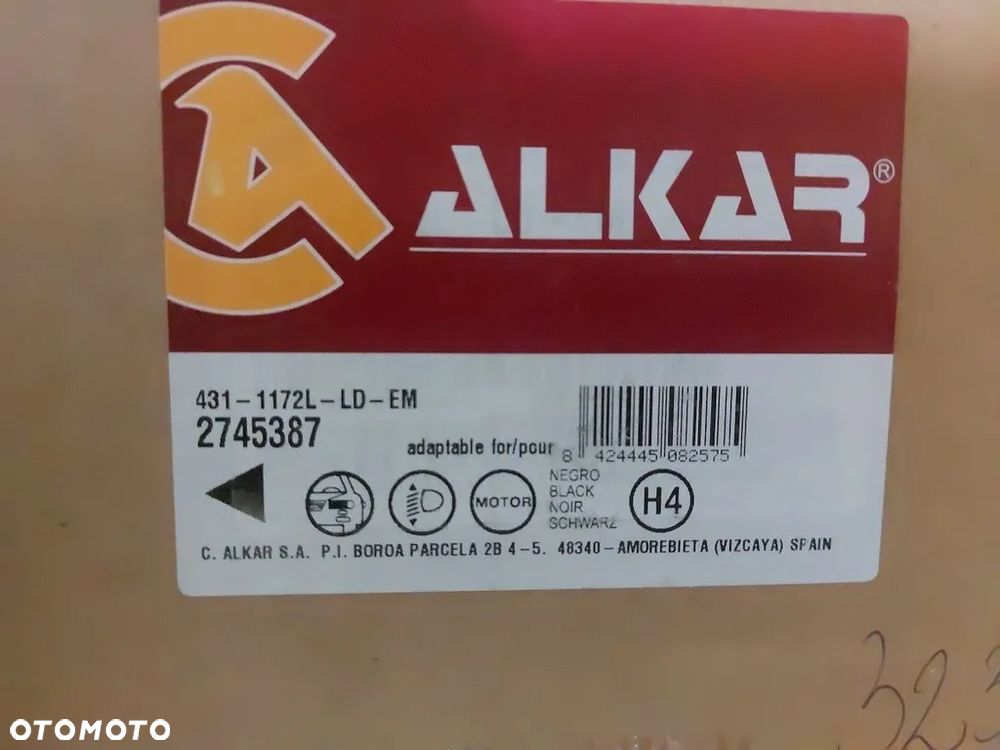 ALKAR®
431-1172L-LD-EM
2745387
adaptable for/pour
8 424445 082575
MOTOR
NEGRO
BLACK
NOIR
SCHWARZ
H4
C. ALKAR S.A. P.I. BOROA PARCELA 2B 4-5. 48340-AMOREBIETA (VIZCAYA) SPAIN
32,
OTOMOTO